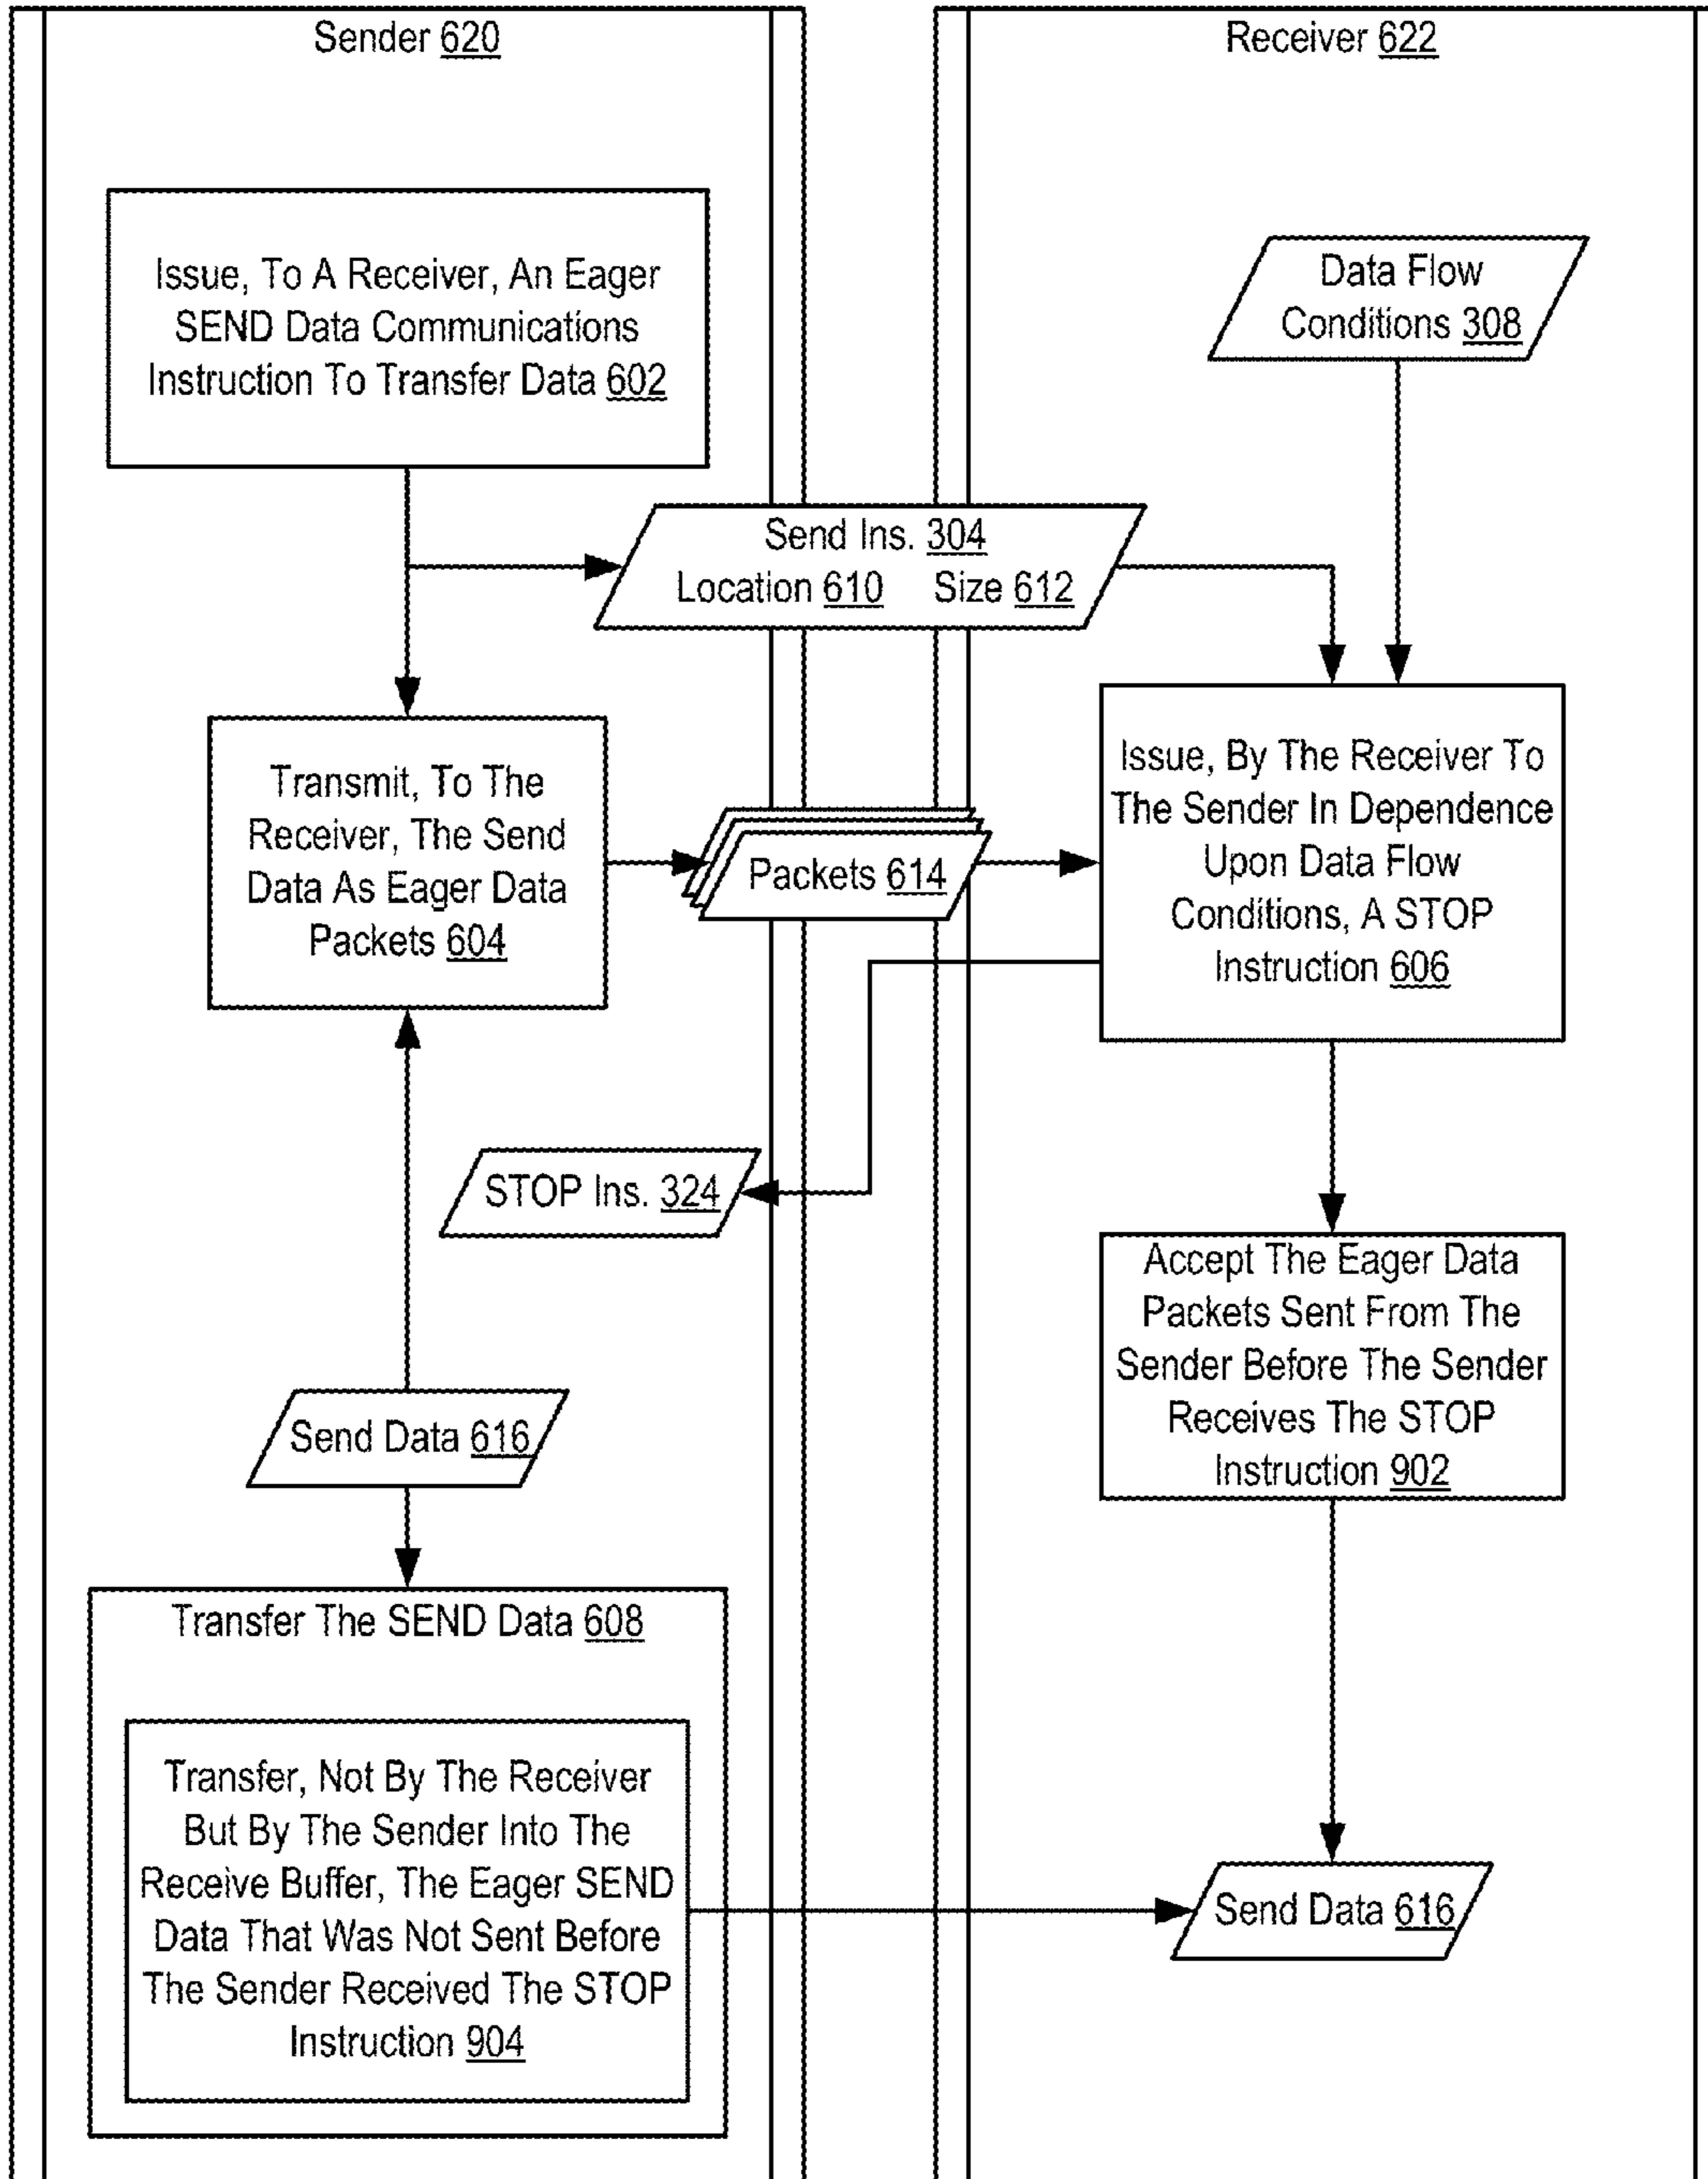 Sender 620
Receiver 622
Issue, To A Receiver, An Eager
SEND Data Communications
Instruction To Transfer Data 602
Data Flow
Conditions 308
Send Ins. 304
Location 610 Size 612
Transmit, To The
Receiver, The Send
Data As Eager Data
Packets 604
Packets 614
Issue, By The Receiver To
The Sender In Dependence
Upon Data Flow
Conditions, A STOP
Instruction 606
STOP Ins. 324
Accept The Eager Data
Packets Sent From The
Sender Before The Sender
Receives The STOP
Instruction 902
Send Data 616
Transfer The SEND Data 608
Transfer, Not By The Receiver
But By The Sender Into The
Receive Buffer, The Eager SEND
Data That Was Not Sent Before
The Sender Received The STOP
Instruction 904
Send Data 616